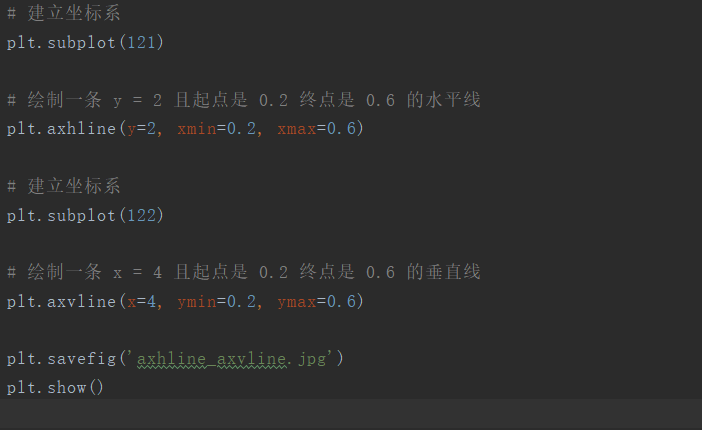 # 建立坐标系
plt.subplot(121)
# 绘制一条 y = 2 且起点是 0.2 终点是 0.6 的水平线
plt.axhline(y=2, xmin=0.2, xmax=0.6)
# 建立坐标系
plt.subplot(122)
# 绘制一条 x = 4 且起点是 0.2 终点是 0.6 的垂直线
plt.axvline(x=4, ymin=0.2, ymax=0.6)
plt.savefig('axhline_axvline.jpg')
plt.show()